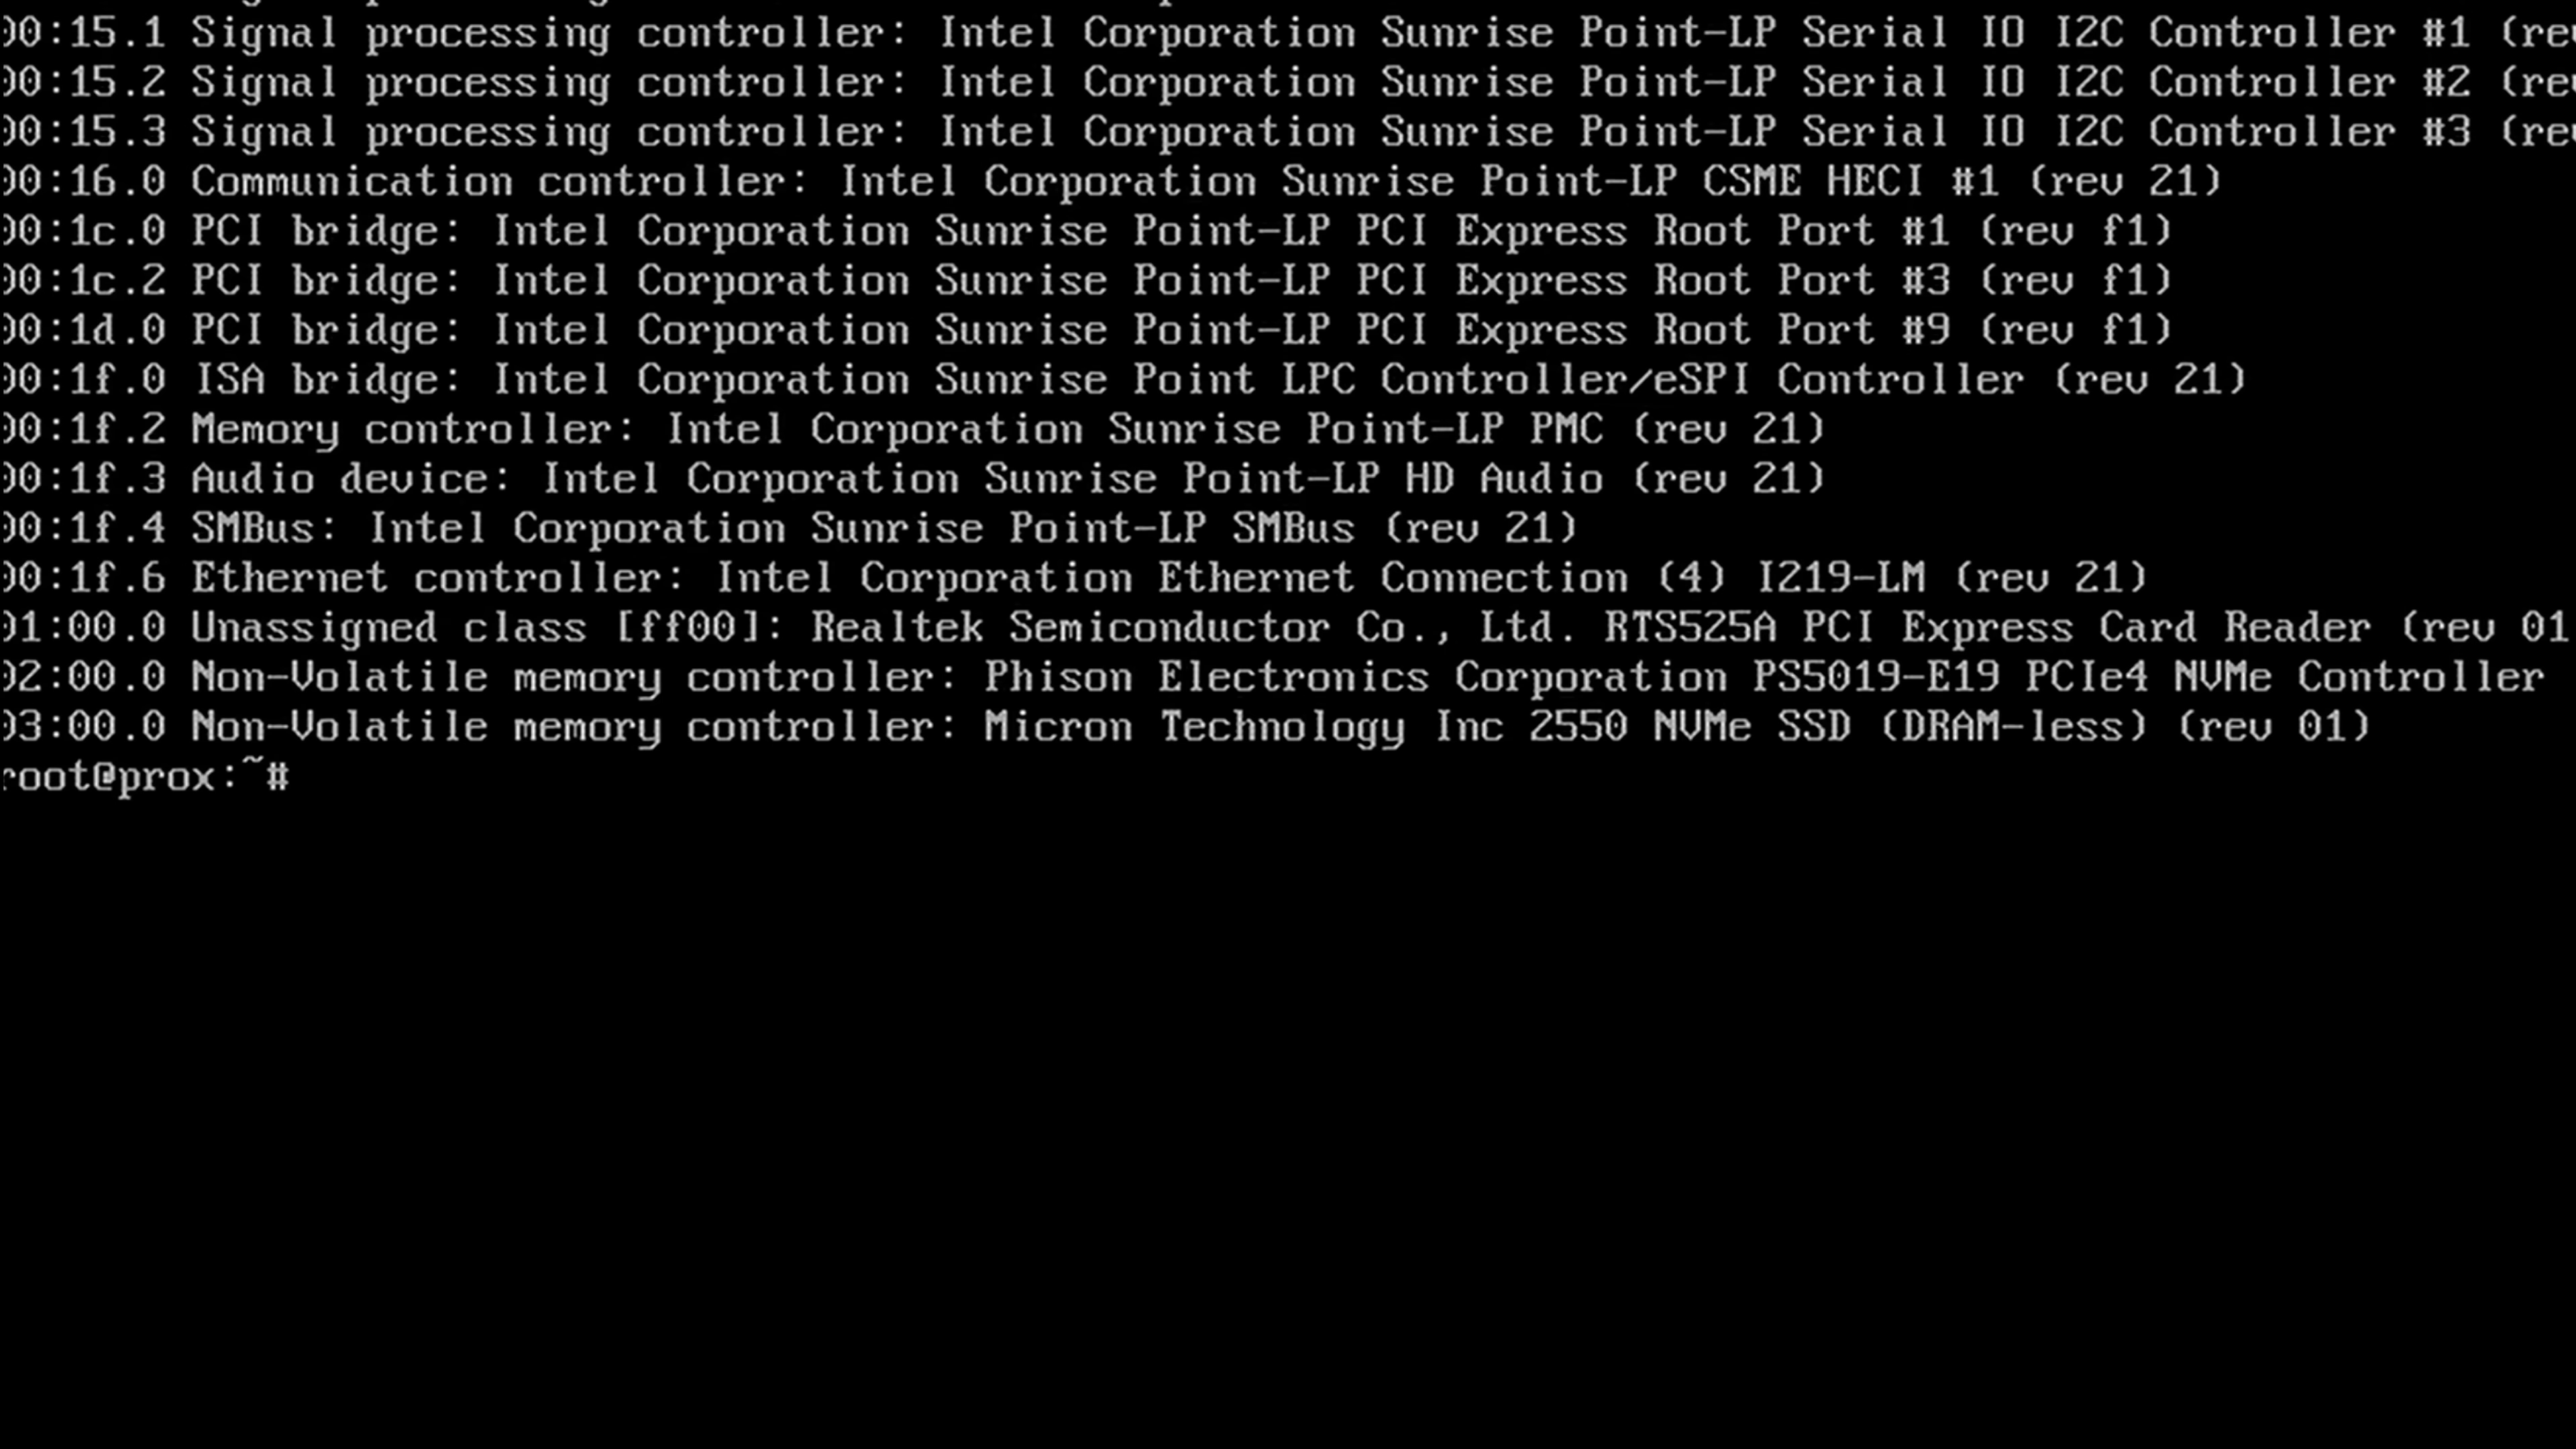 00:15.1 Signal processing controller: Intel Corporation Sunrise Point-LP Serial IO I2C Controller #1 (rev
00:15.2 Signal processing controller: Intel Corporation Sunrise Point-LP Serial IO I2C Controller #2 (rev
00:15.3 Signal processing controller: Intel Corporation Sunrise Point-LP Serial IO I2C Controller #3 (rev
00:16.0 Communication controller: Intel Corporation Sunrise Point-LP CSME HECI #1 (rev 21)
00:1c.0 PCI bridge: Intel Corporation Sunrise Point-LP PCI Express Root Port #1 (rev f1)
00:1c.2 PCI bridge: Intel Corporation Sunrise Point-LP PCI Express Root Port #3 (rev f1)
00:1d.0 PCI bridge: Intel Corporation Sunrise Point-LP PCI Express Root Port #9 (rev f1)
00:1f.0 ISA bridge: Intel Corporation Sunrise Point LPC Controller/eSPI Controller (rev 21)
00:1f.2 Memory controller: Intel Corporation Sunrise Point-LP PMC (rev 21)
00:1f.3 Audio device: Intel Corporation Sunrise Point-LP HD Audio (rev 21)
00:1f.4 SMBus: Intel Corporation Sunrise Point-LP SMBus (rev 21)
00:1f.6 Ethernet controller: Intel Corporation Ethernet Connection (4) I219-LM (rev 21)
01:00.0 Unassigned class [ff00]: Realtek Semiconductor Co., Ltd. RTS525A PCI Express Card Reader (rev 01
02:00.0 Non-Volatile memory controller: Phison Electronics Corporation PS5019-E19 PCIe4 NVMe Controller
03:00.0 Non-Volatile memory controller: Micron Technology Inc 2550 NVMe SSD (DRAM-less) (rev 01)
root@prox:~#